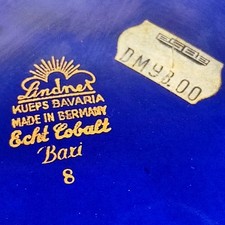 Lindner
KUEPS BAVARIA
MADE IN GERMANY
Echt Cobalt
Bari
8
DM98.00